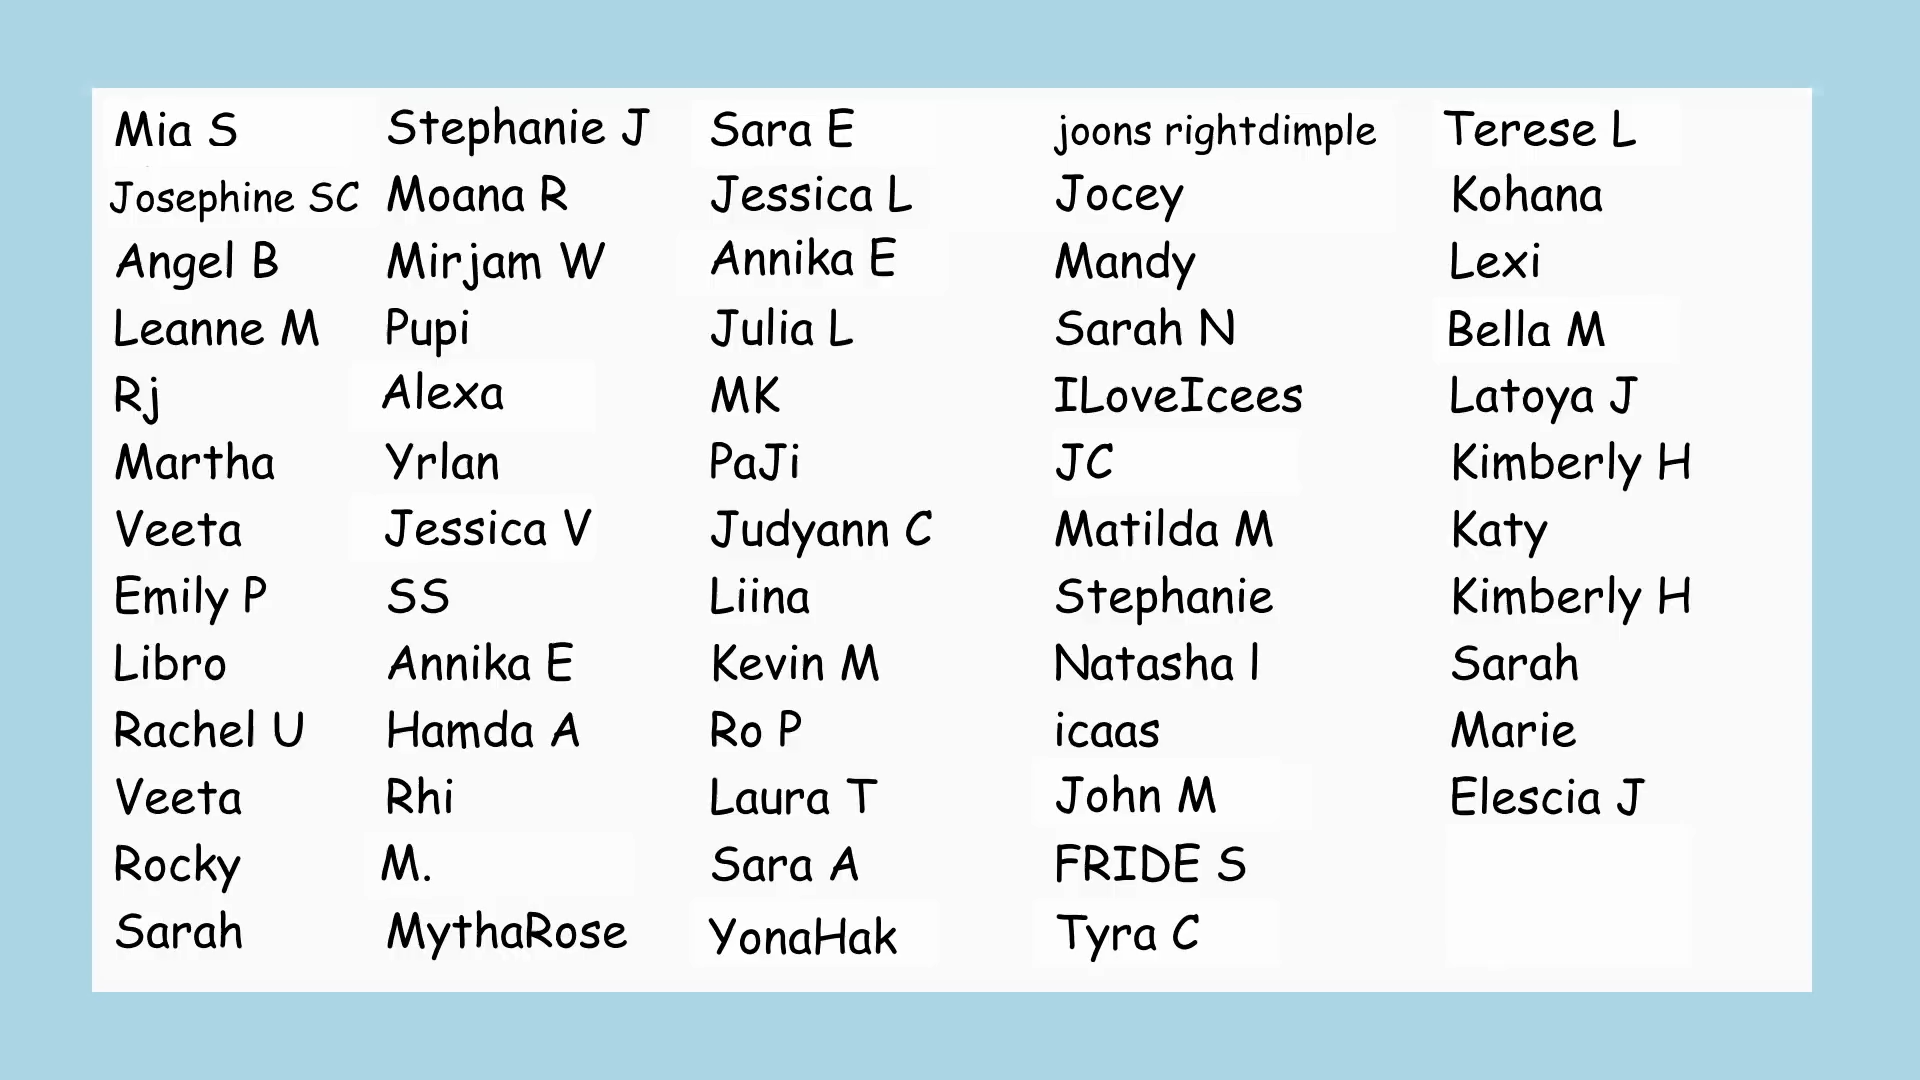 Mia S
Josephine SC
Angel B
Leanne M
Rj
Martha
Veeta
Emily P
Libro
Rachel U
Veeta
Rocky
Sarah
Stephanie J
Moana R
Mirjam W
Pupi
Alexa
Yrlan
Jessica V
SS
Annika E
Hamda A
Rhi
M.
MythaRose
Sara E
Jessica L
Annika E
Julia L
MK
PaJi
Judyann C
Liina
Kevin M
Ro P
Laura T
Sara A
YonaHak
joons rightdimple
Jocey
Mandy
Sarah N
ILoveIcees
JC
Matilda M
Stephanie
Natasha l
icaas
John M
FRIDE S
Tyra C
Terese L
Kohana
Lexi
Bella M
Latoya J
Kimberly H
Katy
Kimberly H
Sarah
Marie
Elescia J